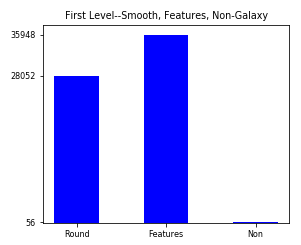 First Level--Smooth, Features, Non-Galaxy
35948
28052
56
Round Features Non